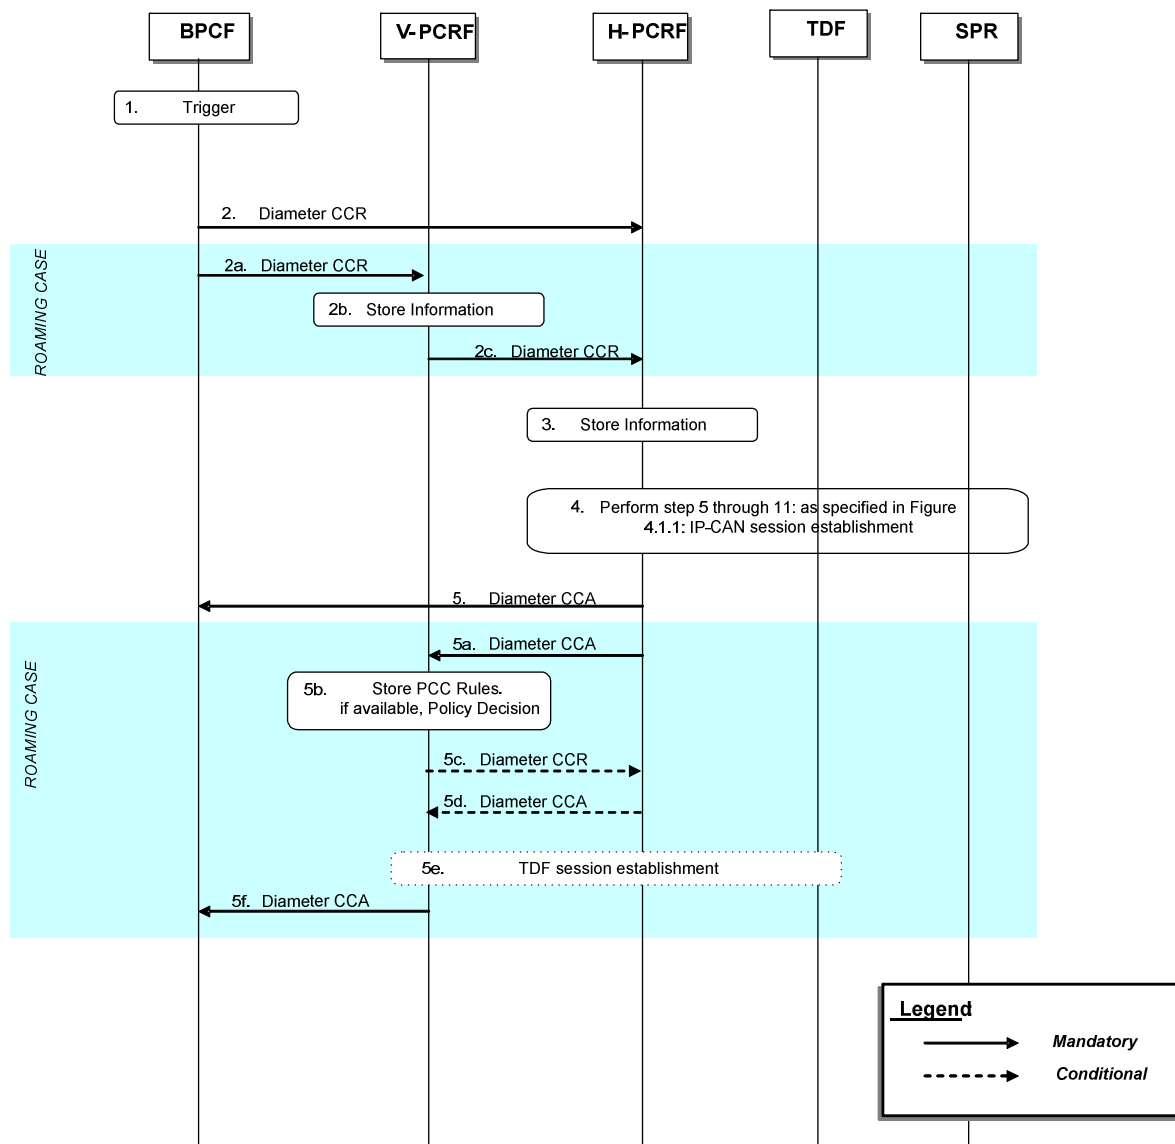 BPCF
V-PCRF
H-PCRF
TDF
SPR
1. Trigger
2. Diameter CCR
ROAMING CASE
2a. Diameter CCR
2b. Store Information
2c. Diameter CCR
3. Store Information
4. Perform step 5 through 11: as specified in Figure
4.1.1: IP-CAN session establishment
5. Diameter CCA
ROAMING CASE
5a. Diameter CCA
5b. Store PCC Rules.
if available, Policy Decision
5c. Diameter CCR
5d. Diameter CCA
5e. TDF session establishment
5f. Diameter CCA
Legend:
Mandatory
Conditional